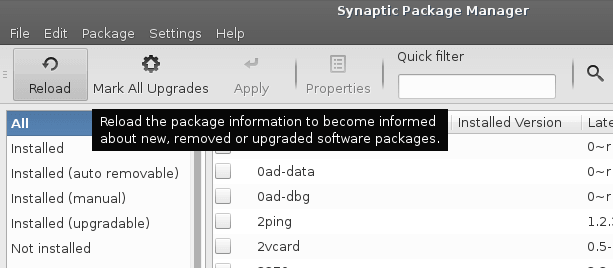 Synaptic Package Manager
File Edit Package Settings Help
Reload Mark All Upgrades Apply Properties Quick filter
All
Reload the package information to become informed
about new, removed or upgraded software packages.
Installed Version
Installed
0~r
Installed (auto removable) 0ad-data 0~r
Installed (manual) 0ad-dbg 0~r
Installed (upgradable) 2ping 1.2.
Not installed 2vcard 0.5-